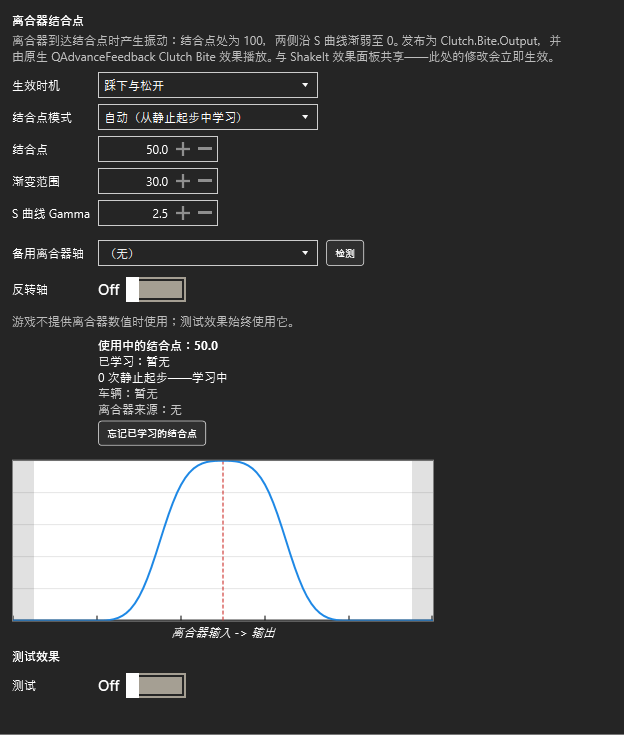 离合器结合点
离合器到达结合点时产生振动：结合点处为 100，两侧沿 S 曲线渐弱至 0。发布为 Clutch.Bite.Output，并
由原生 QAdvanceFeedback Clutch Bite 效果播放。与 ShakeIt 效果面板共享——此处的修改会立即生效。
生效时机 踩下与松开
结合点模式 自动（从静止起步中学习）
结合点 50.0
渐变范围 30.0
S 曲线 Gamma 2.5
备用离合器轴 （无） 检测
反转轴 Off
游戏不提供离合器数值时使用；测试效果始终使用它。
使用中的结合点：50.0
已学习：暂无
0 次静止起步——学习中
车辆：暂无
离合器来源：无
忘记已学习的结合点
离合器输入 -> 输出
测试效果
测试 Off